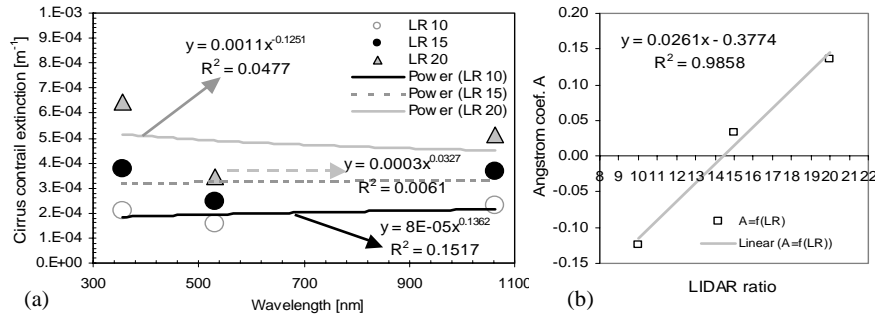 1.E-03
9.E-04
8.E-04
7.E-04
6.E-04
5.E-04
4.E-04
3.E-04
2.E-04
1.E-04
0.E+00
Cirrus contrail extinction [m⁻¹]
y = 0.0011x⁻⁰·¹²⁵¹
R² = 0.0477
LR 10
LR 15
LR 20
Power (LR 10)
Power (LR 15)
Power (LR 20)
y = 0.0003x⁰·⁰³²⁷
R² = 0.0061
y = 8E-05x⁰·¹³⁶²
R² = 0.1517
300 500 700 900 1100
Wavelength [nm]
(a)
0.20
0.15
0.10
0.05
0.00
-0.05
-0.10
-0.15
Angstrom coef. A
y = 0.0261x - 0.3774
R² = 0.9858
8 9 10 11 12 13 14 15 16 17 18 19 20 21 22
A=f(LR)
Linear (A=f(LR))
LIDAR ratio
(b)